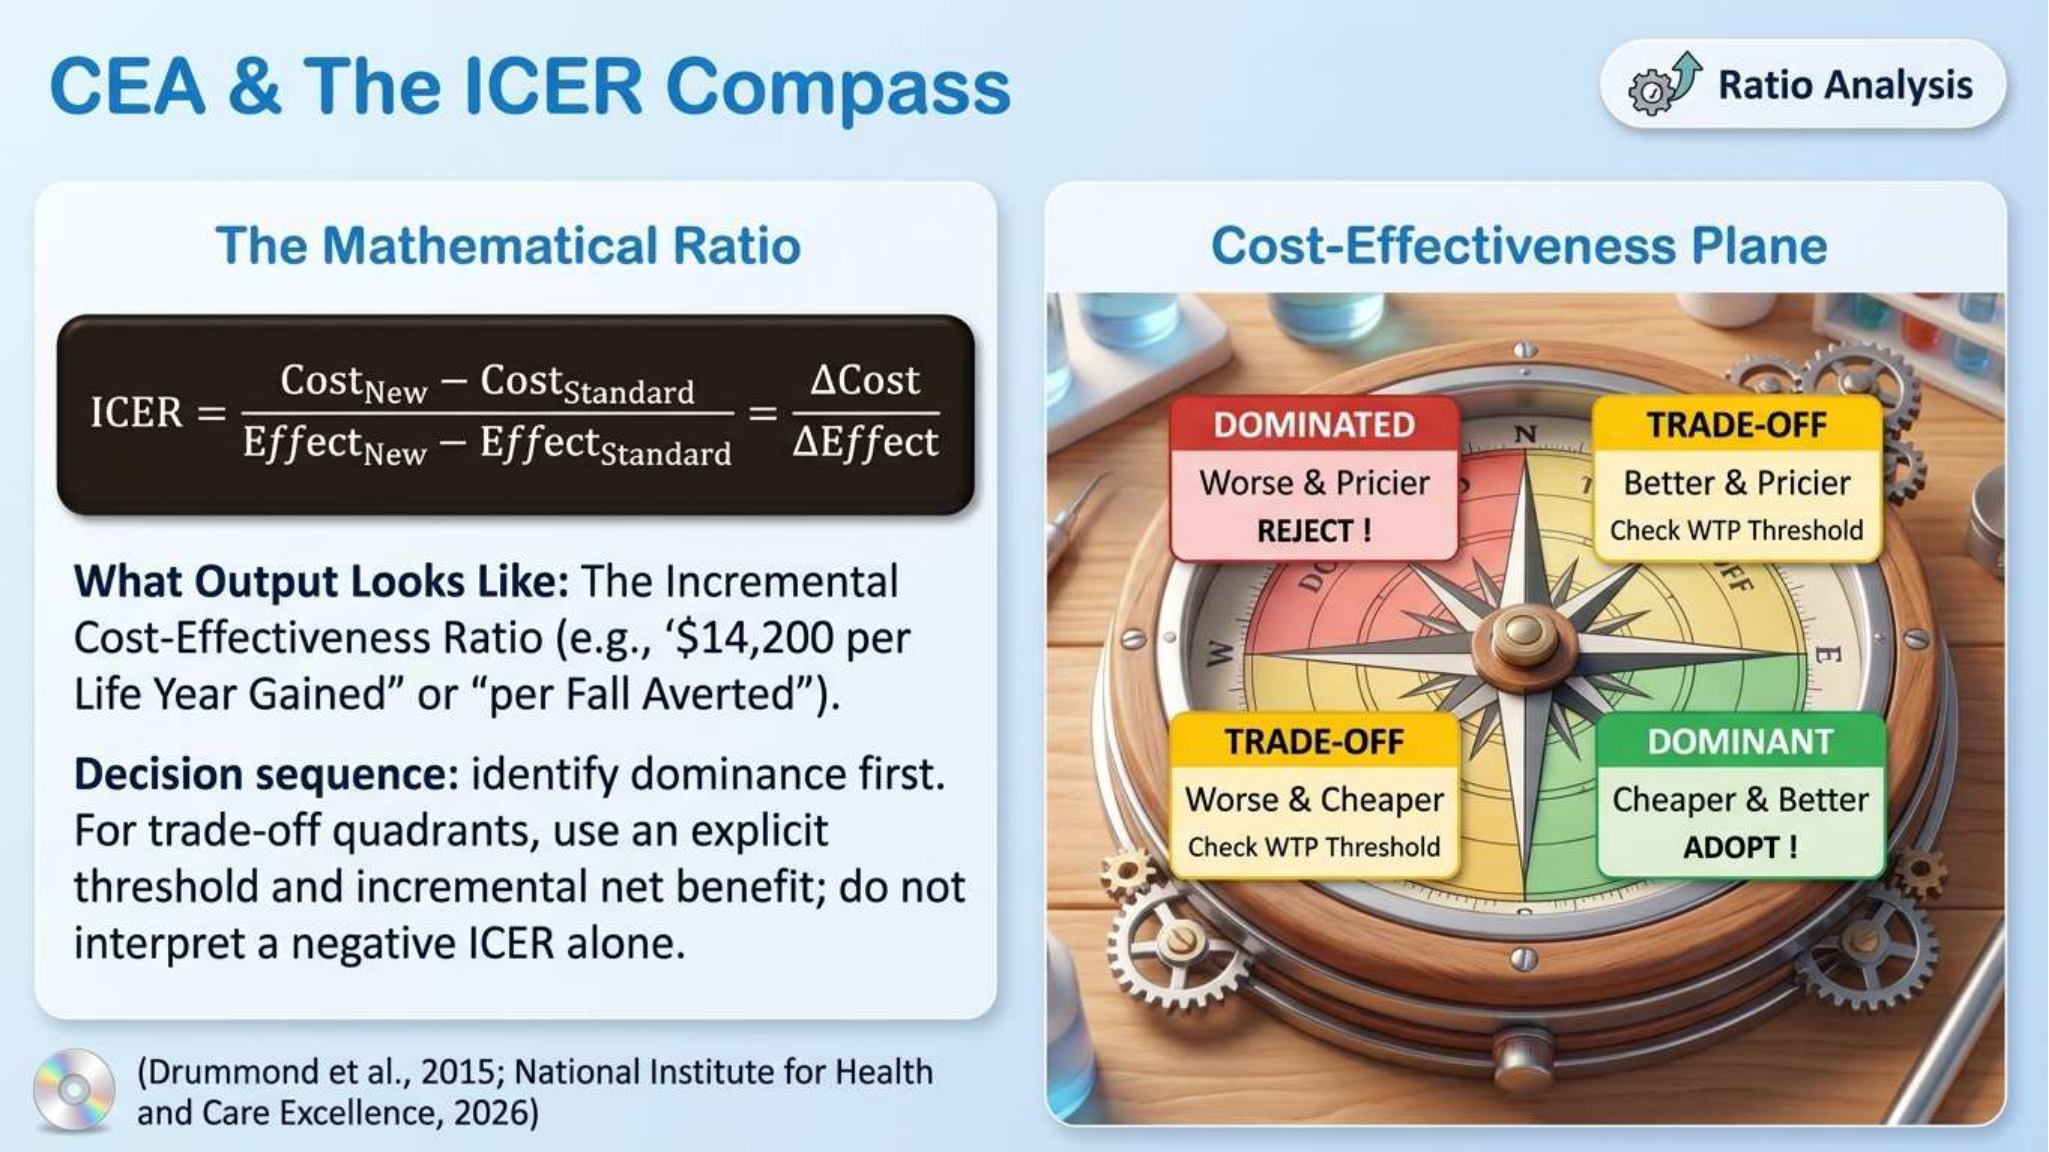 CEA & The ICER Compass
Ratio Analysis
The Mathematical Ratio
ICER = (Cost_New − Cost_Standard) / (Effect_New − Effect_Standard) = ΔCost / ΔEffect
What Output Looks Like: The Incremental
Cost-Effectiveness Ratio (e.g., ‘$14,200 per
Life Year Gained” or “per Fall Averted”).
Decision sequence: identify dominance first.
For trade-off quadrants, use an explicit
threshold and incremental net benefit; do not
interpret a negative ICER alone.
(Drummond et al., 2015; National Institute for Health
and Care Excellence, 2026)
Cost-Effectiveness Plane
DOMINATED
Worse & Pricier
REJECT !
TRADE-OFF
Better & Pricier
Check WTP Threshold
N
W
E
DO
OFF
TRADE-OFF
Worse & Cheaper
Check WTP Threshold
DOMINANT
Cheaper & Better
ADOPT !